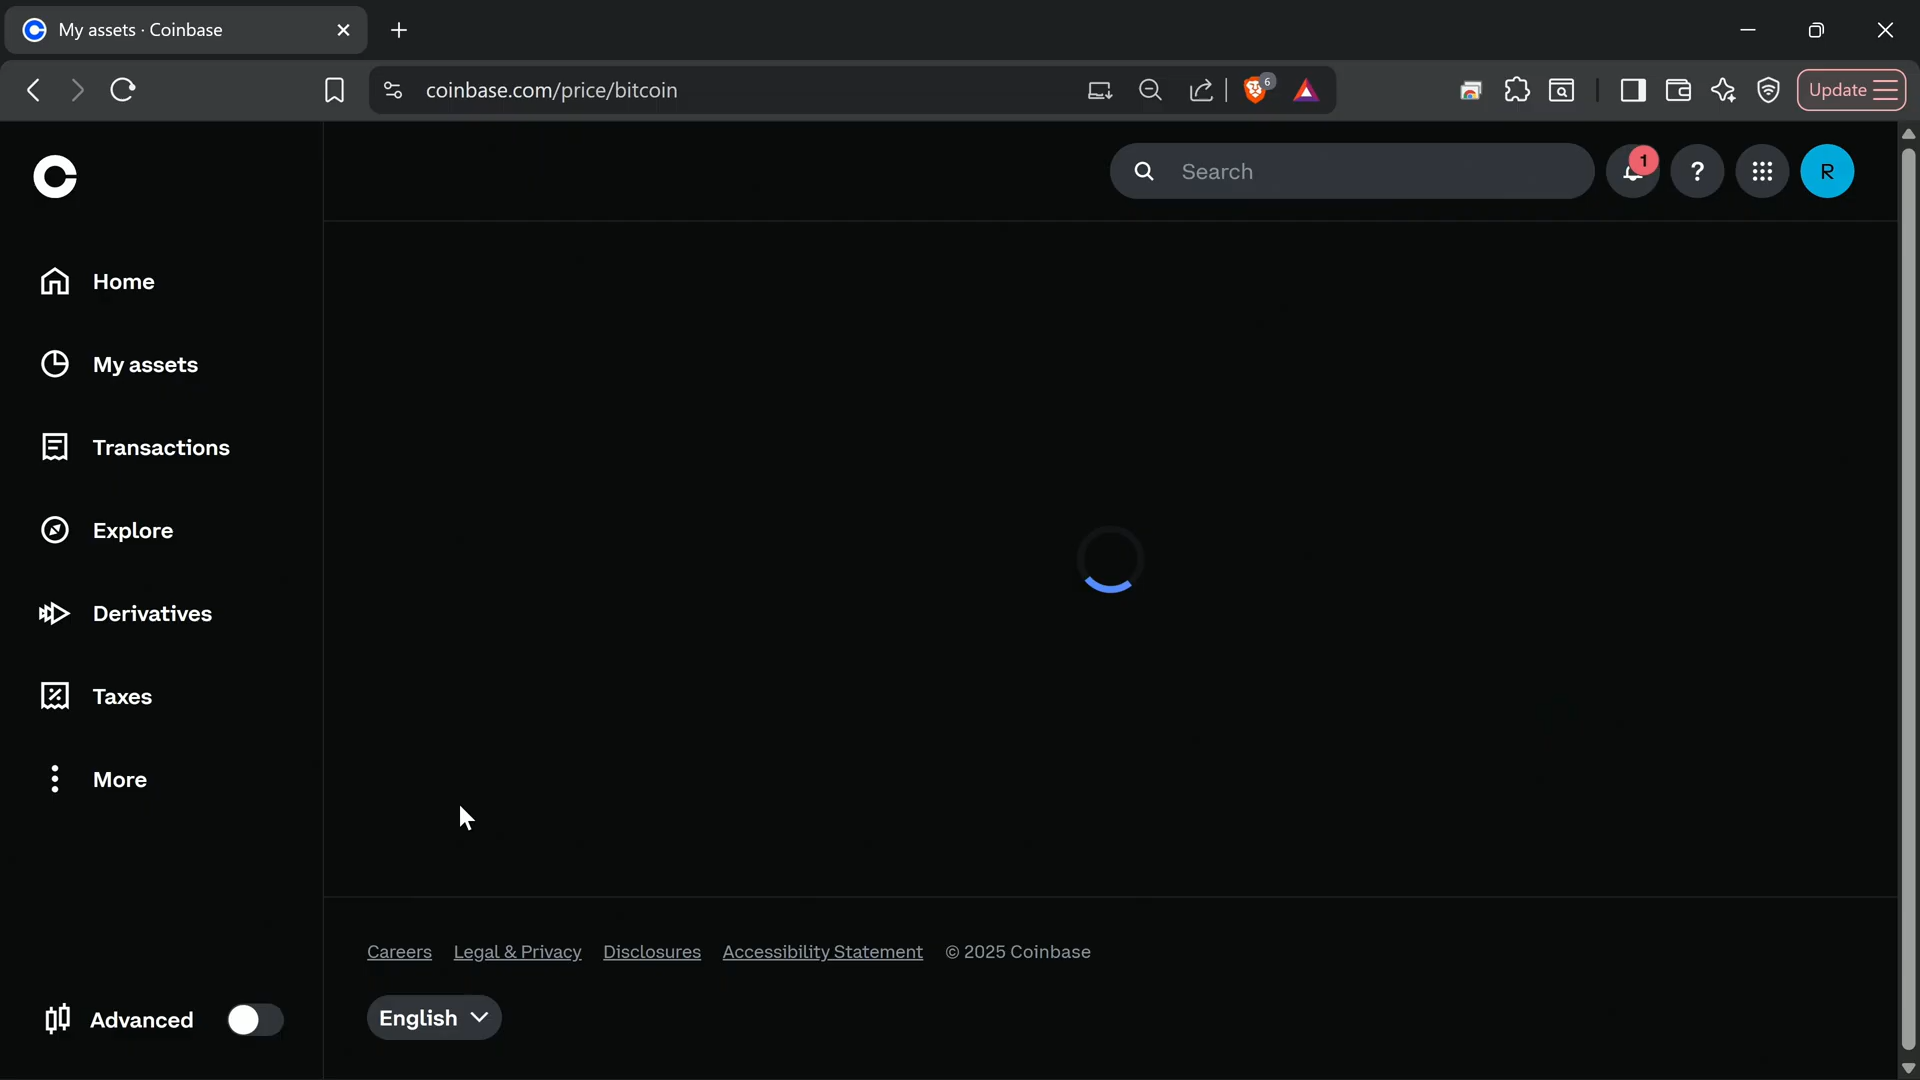 My assets · Coinbase
coinbase.com/price/bitcoin
6
Update
Search
1
?
R
Home
My assets
Transactions
Explore
Derivatives
Taxes
More
Careers Legal & Privacy Disclosures Accessibility Statement © 2025 Coinbase
Advanced
English